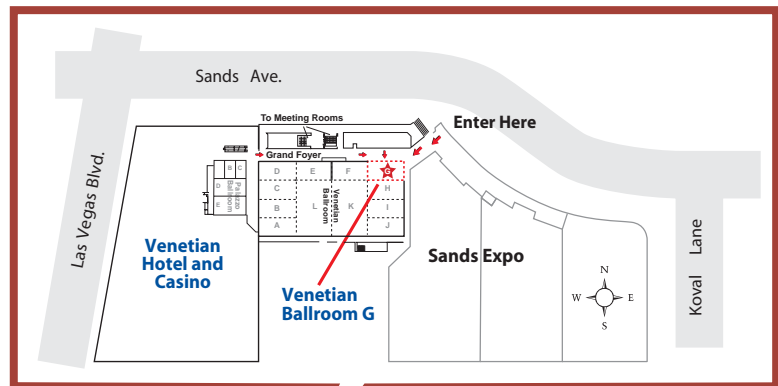 Sands Ave.
To Meeting Rooms
Enter Here
Grand Foyer
B C
D
E
Palazzo
Ballroom
D E F G
C H
B L K I
A J
Venetian
Ballroom
Las Vegas Blvd.
Venetian
Hotel and
Casino
Venetian
Ballroom G
Sands Expo
N
W E
S
Koval Lane